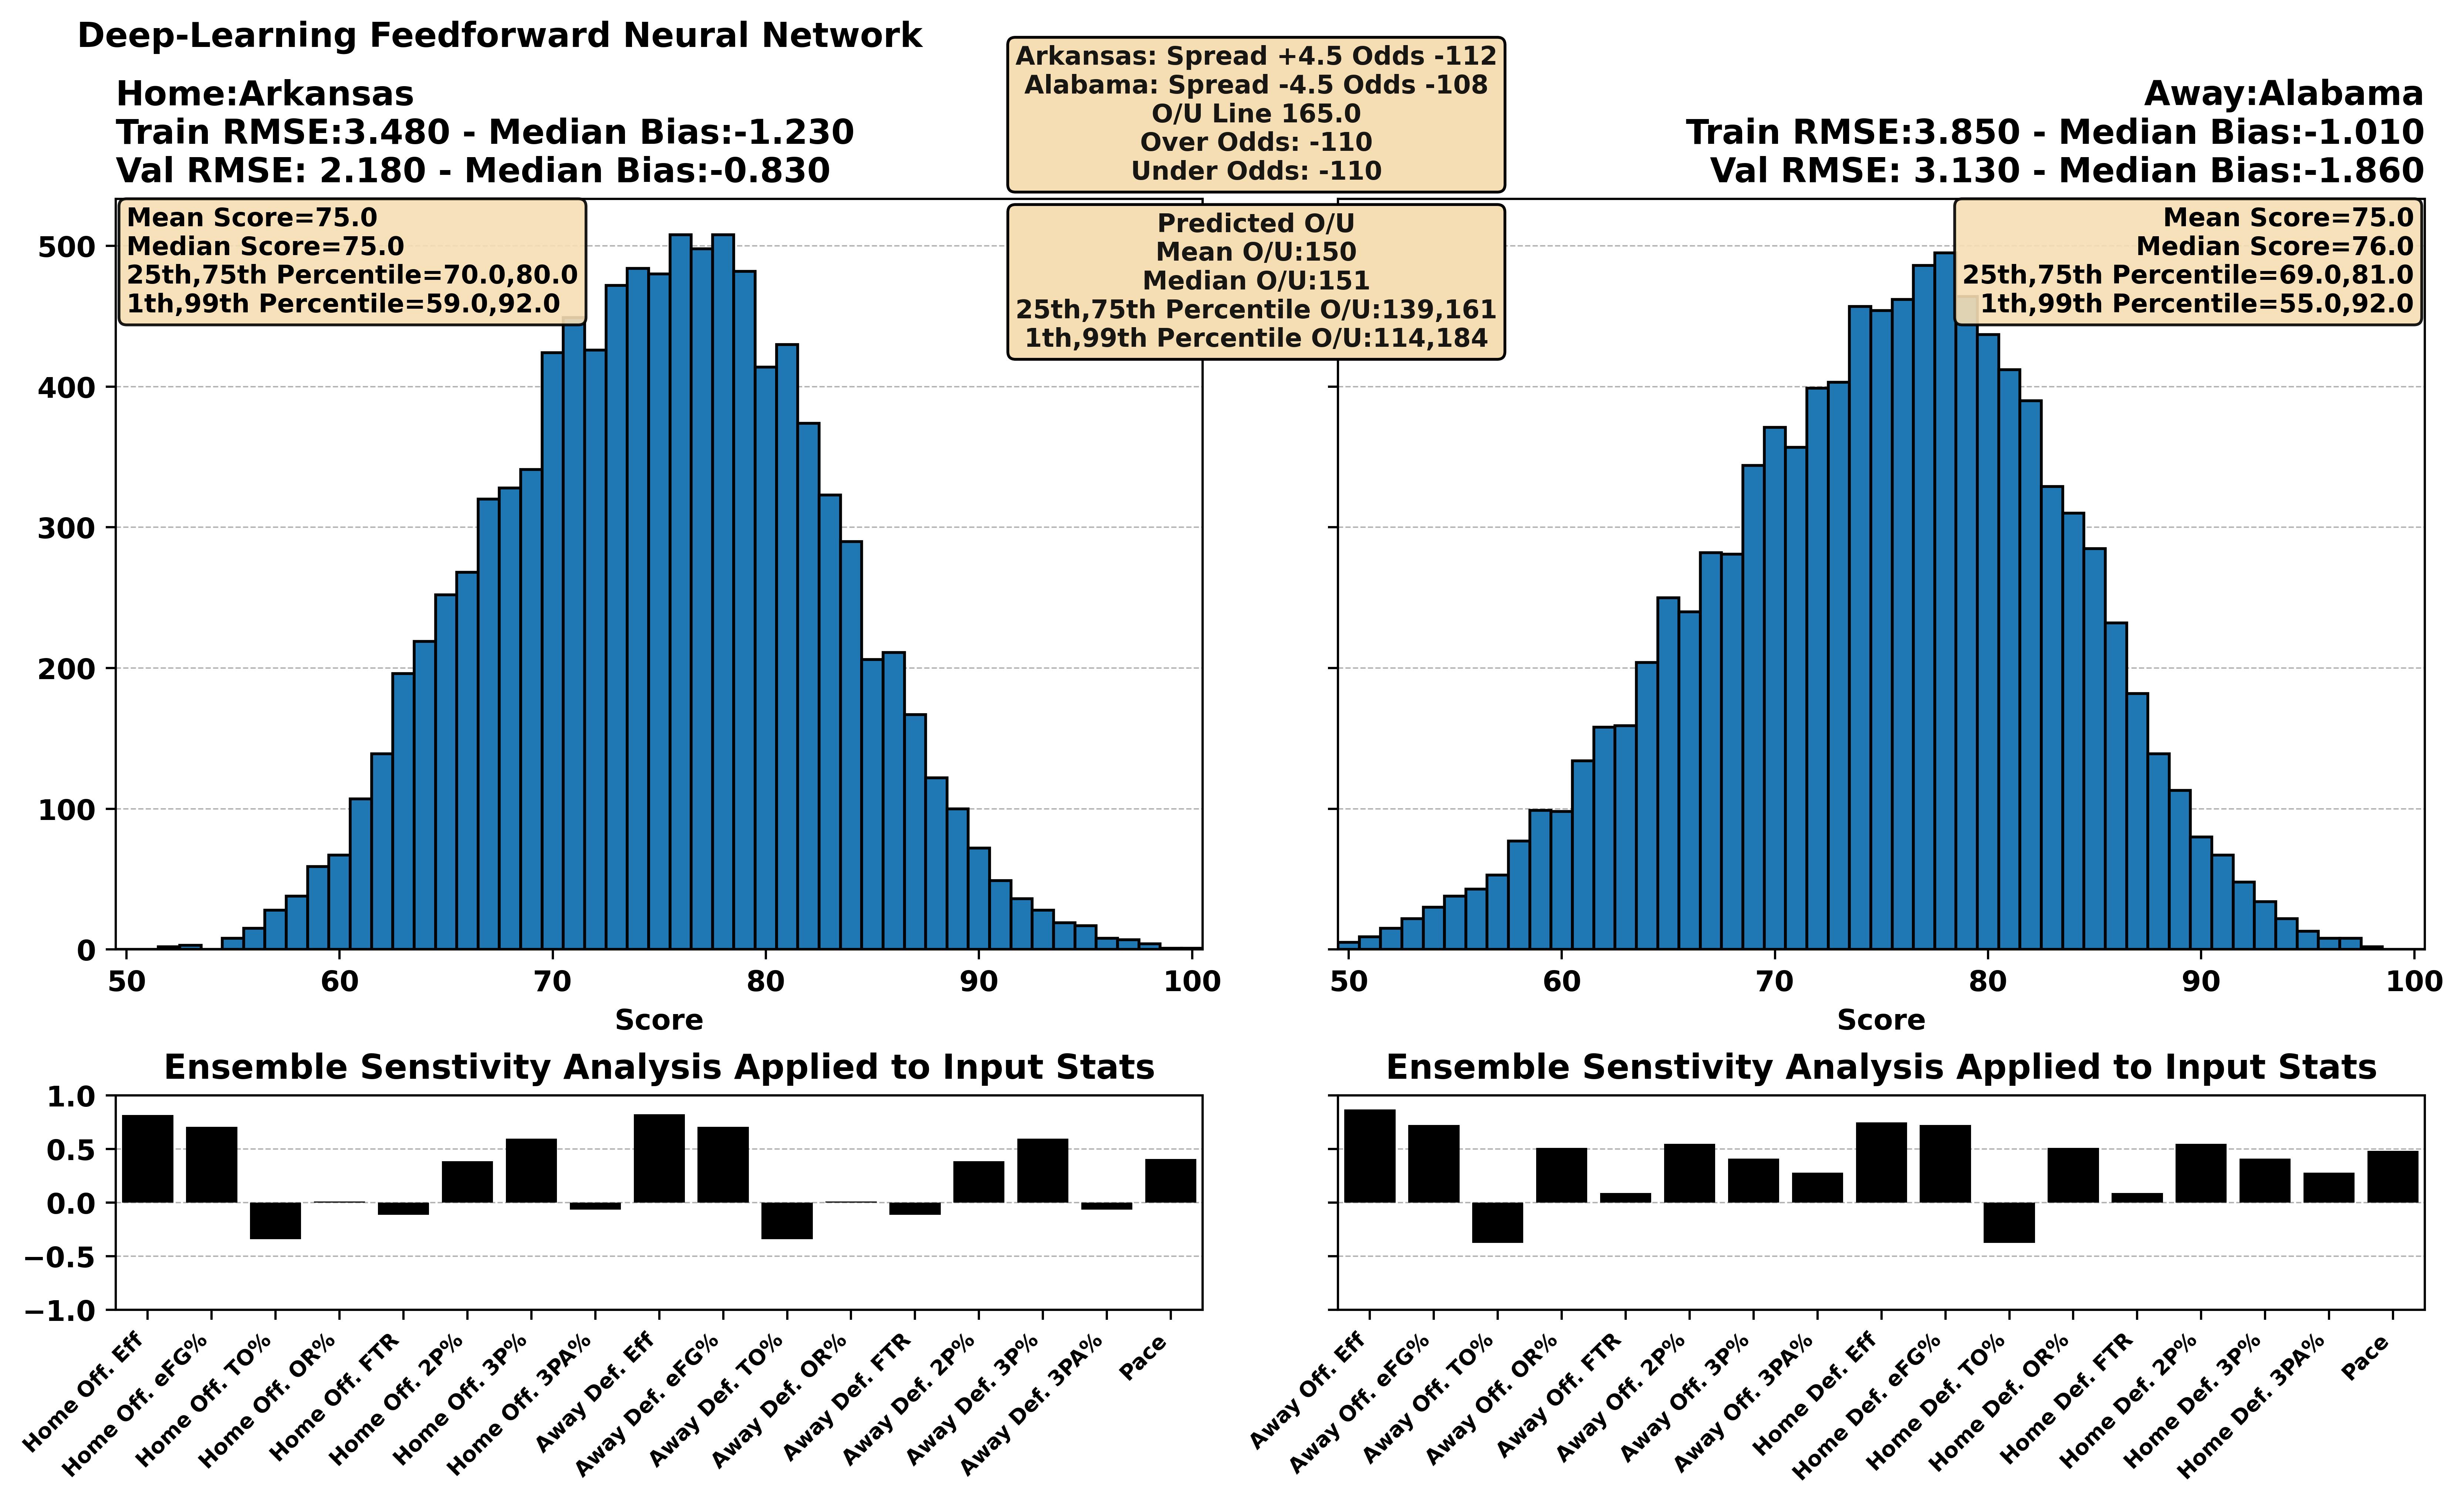 Deep-Learning Feedforward Neural Network
Home:Arkansas
Train RMSE:3.480 - Median Bias:-1.230
Val RMSE: 2.180 - Median Bias:-0.830
Arkansas: Spread +4.5 Odds -112
Alabama: Spread -4.5 Odds -108
O/U Line 165.0
Over Odds: -110
Under Odds: -110
Away:Alabama
Train RMSE:3.850 - Median Bias:-1.010
Val RMSE: 3.130 - Median Bias:-1.860
Mean Score=75.0
Median Score=75.0
25th,75th Percentile=70.0,80.0
1th,99th Percentile=59.0,92.0
Predicted O/U
Mean O/U:150
Median O/U:151
25th,75th Percentile O/U:139,161
1th,99th Percentile O/U:114,184
Mean Score=75.0
Median Score=76.0
25th,75th Percentile=69.0,81.0
1th,99th Percentile=55.0,92.0
500
400
300
200
100
0
50 60 70 80 90 100
Score
50 60 70 80 90 100
Score
Ensemble Senstivity Analysis Applied to Input Stats
1.0
0.5
0.0
−0.5
−1.0
Home Off. Eff
Home Off. eFG%
Home Off. TO%
Home Off. OR%
Home Off. FTR
Home Off. 2P%
Home Off. 3P%
Home Off. 3PA%
Away Def. Eff
Away Def. eFG%
Away Def. TO%
Away Def. OR%
Away Def. FTR
Away Def. 2P%
Away Def. 3P%
Away Def. 3PA%
Pace
Ensemble Senstivity Analysis Applied to Input Stats
Away Off. Eff
Away Off. eFG%
Away Off. TO%
Away Off. OR%
Away Off. FTR
Away Off. 2P%
Away Off. 3P%
Away Off. 3PA%
Home Def. Eff
Home Def. eFG%
Home Def. TO%
Home Def. OR%
Home Def. FTR
Home Def. 2P%
Home Def. 3P%
Home Def. 3PA%
Pace